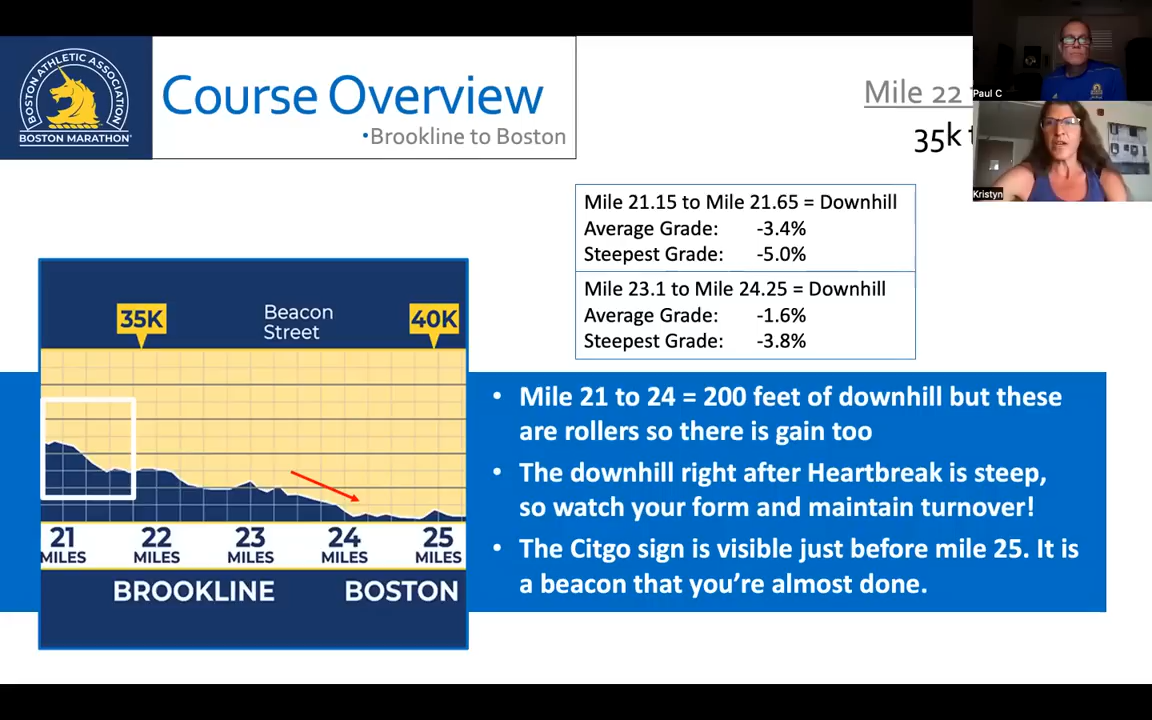 BOSTON ATHLETIC ASSOCIATION
BOSTON MARATHON
Course Overview
•Brookline to Boston
Mile 22
35k
Paul C
Kristyn
Mile 21.15 to Mile 21.65 = Downhill
Average Grade: -3.4%
Steepest Grade: -5.0%
Mile 23.1 to Mile 24.25 = Downhill
Average Grade: -1.6%
Steepest Grade: -3.8%
35K
Beacon
Street
40K
21 22 23 24 25
MILES MILES MILES MILES MILES
BROOKLINE BOSTON
• Mile 21 to 24 = 200 feet of downhill but these
are rollers so there is gain too
• The downhill right after Heartbreak is steep,
so watch your form and maintain turnover!
• The Citgo sign is visible just before mile 25. It is
a beacon that you’re almost done.